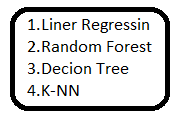 1.Liner Regressin
2.Random Forest
3.Decion Tree
4.K-NN